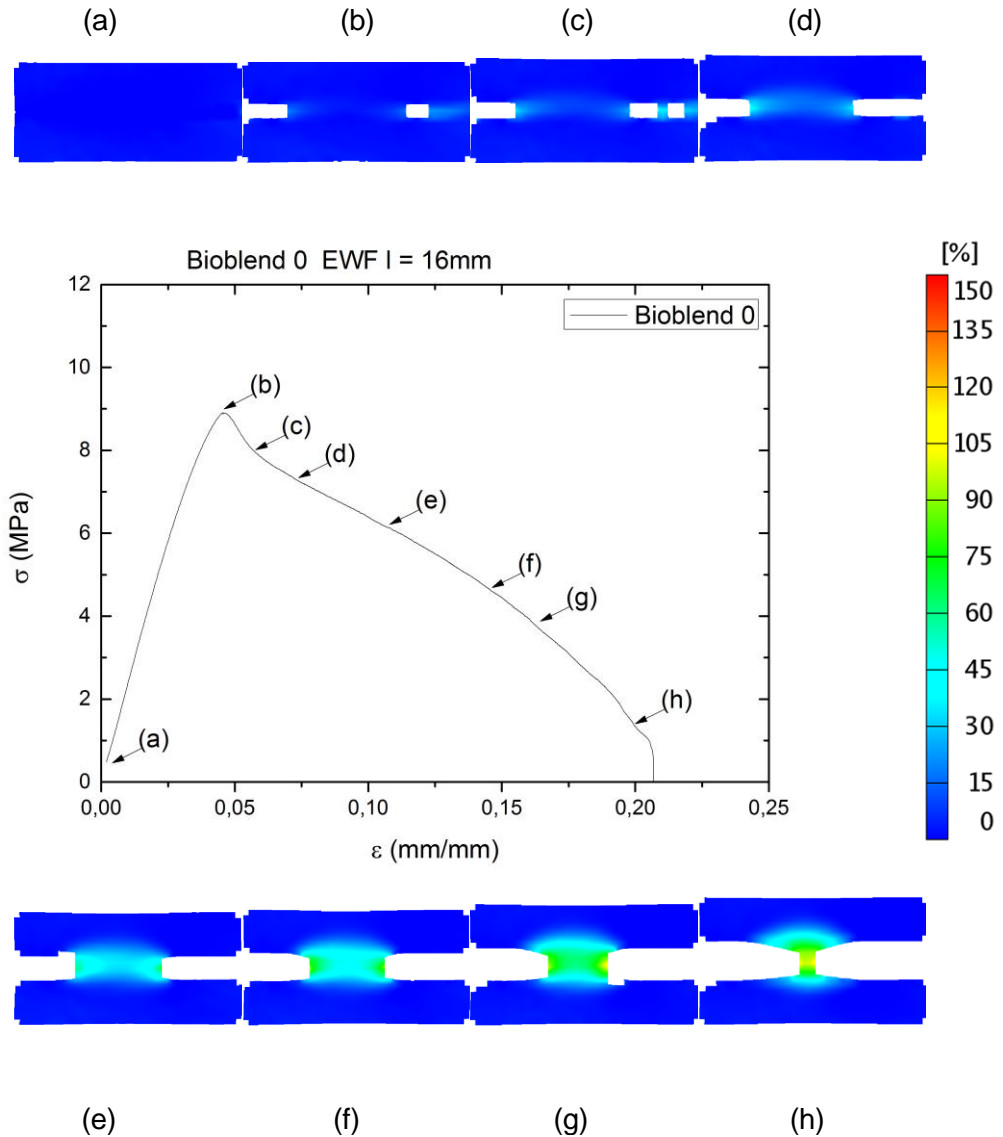 (a) (b) (c) (d)
Bioblend 0 EWF l = 16mm
[%]
12
10
8
6
4
2
0
σ (MPa)
Bioblend 0
(b)
(c)
(d)
(e)
(f)
(g)
(h)
(a)
0,00 0,05 0,10 0,15 0,20 0,25
ε (mm/mm)
150
135
120
105
90
75
60
45
30
15
0
(e) (f) (g) (h)